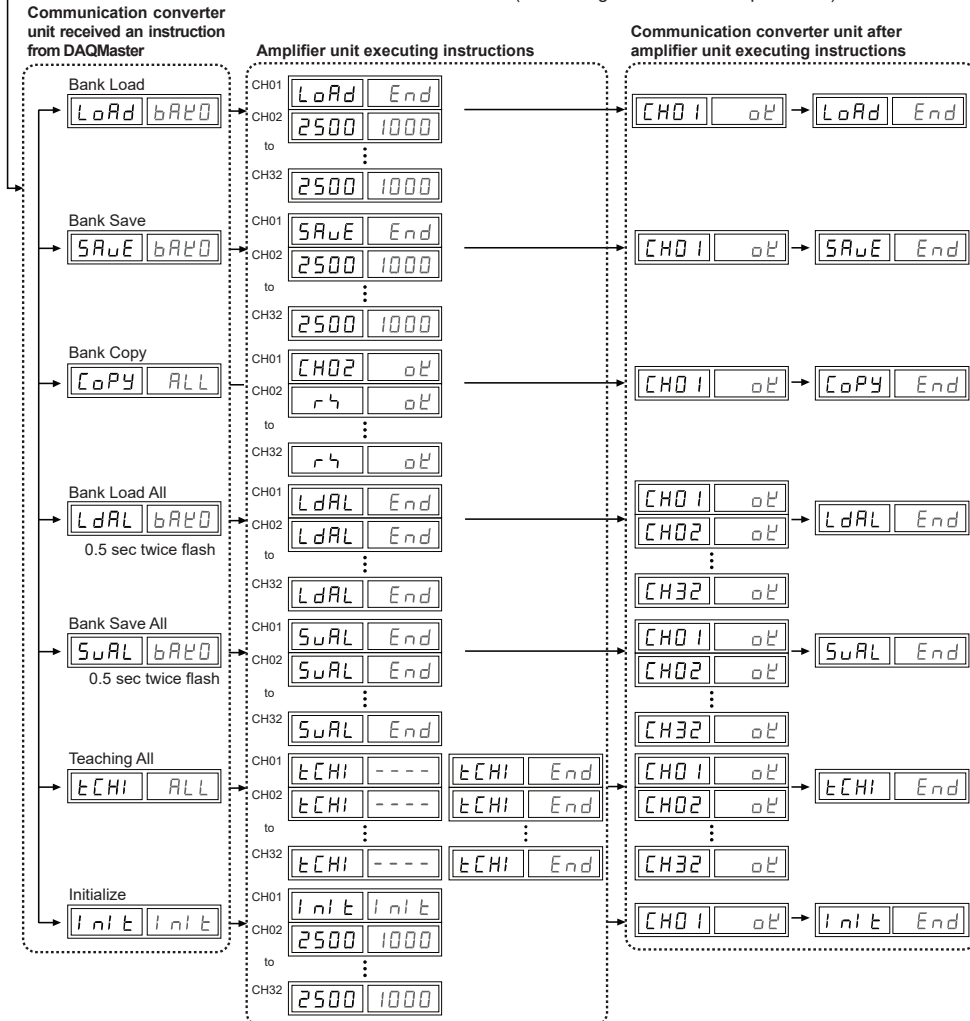 Communication converter
unit received an instruction
from DAQMaster
Amplifier unit executing instructions
Communication converter unit after
amplifier unit executing instructions
Bank Load
LoAd bAK0
CH01 LoAd End
CH02 2500 1000
to
CH32 2500 1000
CH01 oK
LoAd End
Bank Save
SAvE bAK0
CH01 SAvE End
CH02 2500 1000
to
CH32 2500 1000
CH01 oK
SAvE End
Bank Copy
CoPY ALL
CH01 CH02 oK
CH02 rh oK
to
CH32 rh oK
CH01 oK
CoPY End
Bank Load All
LdAL bAK0
0.5 sec twice flash
CH01 LdAL End
CH02 LdAL End
to
CH32 LdAL End
CH01 oK
CH02 oK
CH32 oK
LdAL End
Bank Save All
SvAL bAK0
0.5 sec twice flash
CH01 SvAL End
CH02 SvAL End
to
CH32 SvAL End
CH01 oK
CH02 oK
CH32 oK
SvAL End
Teaching All
tCHI ALL
CH01 tCHI ---- tCHI End
CH02 tCHI ---- tCHI End
to
CH32 tCHI ---- tCHI End
CH01 oK
CH02 oK
CH32 oK
tCHI End
Initialize
InIt InIt
CH01 InIt InIt
CH02 2500 1000
to
CH32 2500 1000
CH01 oK
InIt End